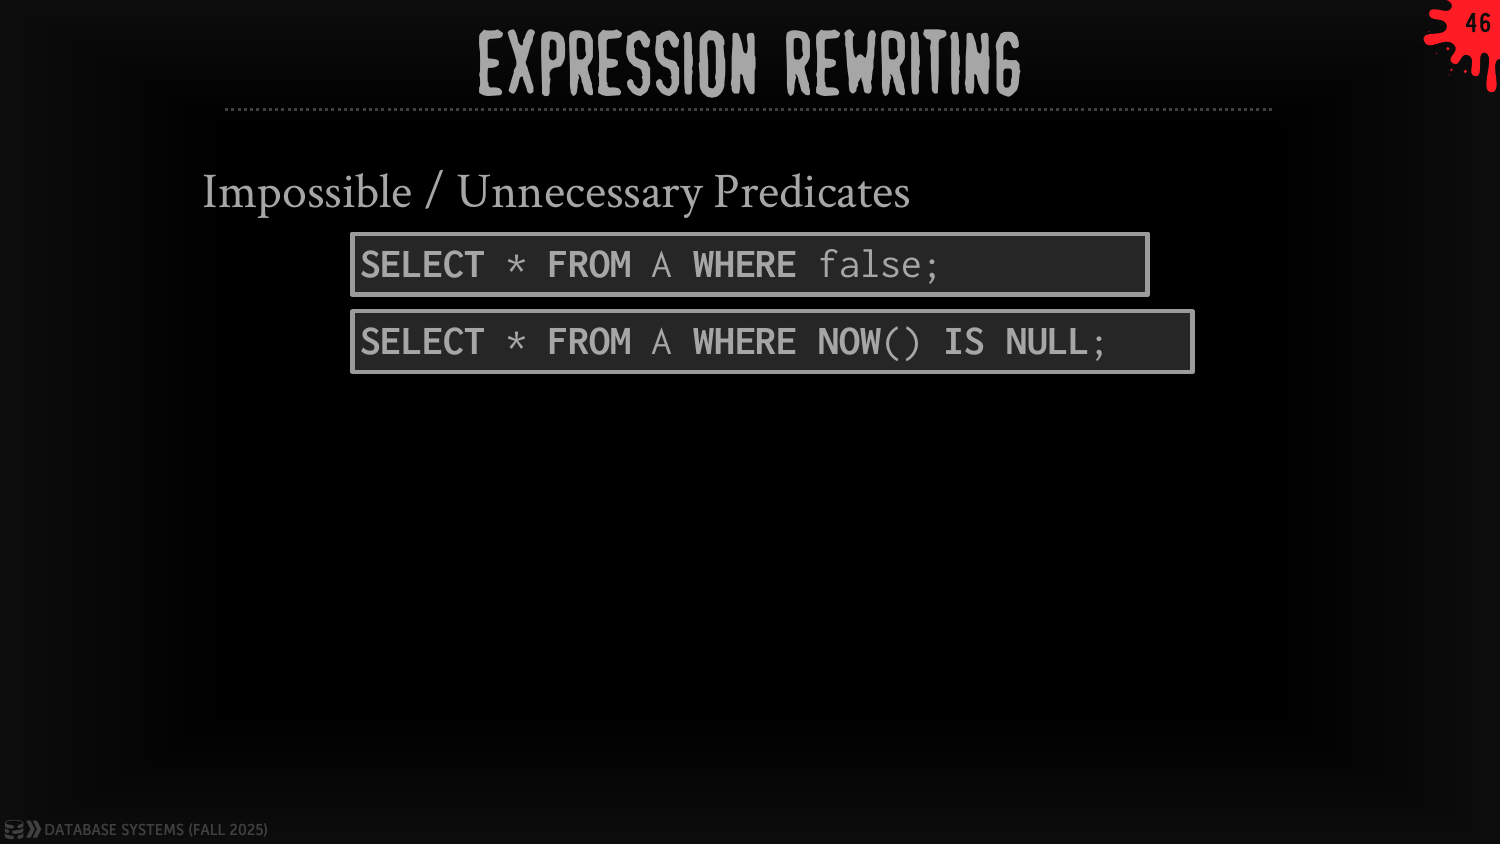 46
EXPRESSION REWRITING
Impossible / Unnecessary Predicates
SELECT * FROM A WHERE false;
SELECT * FROM A WHERE NOW() IS NULL;
DATABASE SYSTEMS (FALL 2025)